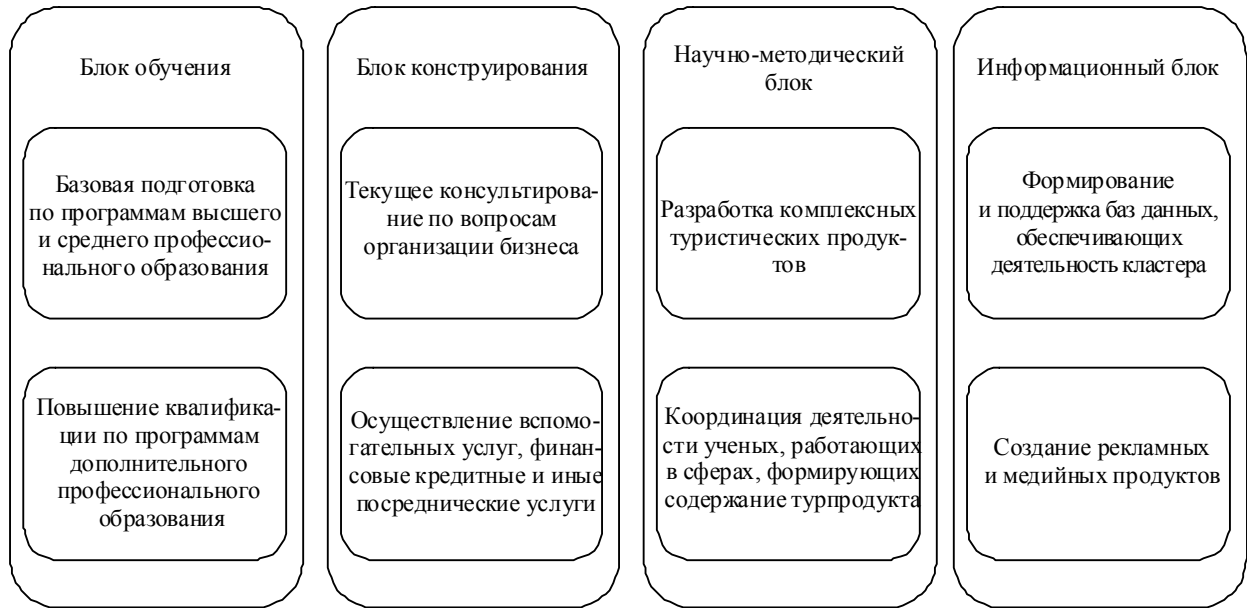 Блок обучения
Базовая подготовка
по программам высшего
и среднего профессио-
нального образования
Повышение квалифика-
ции по программам
дополнительного
профессионального
образования
Блок конструирования
Текущее консультирова-
ние по вопросам
организации бизнеса
Осуществление вспомо-
гательных услуг, финан-
совые кредитные и иные
посреднические услуги
Научно-методический
блок
Разработка комплексных
туристических продук-
тов
Координация деятельно-
сти ученых, работающих
в сферах, формирующих
содержание турпродукта
Информационный блок
Формирование
и поддержка баз данных,
обеспечивающих
деятельность кластера
Создание рекламных
и медийных продуктов